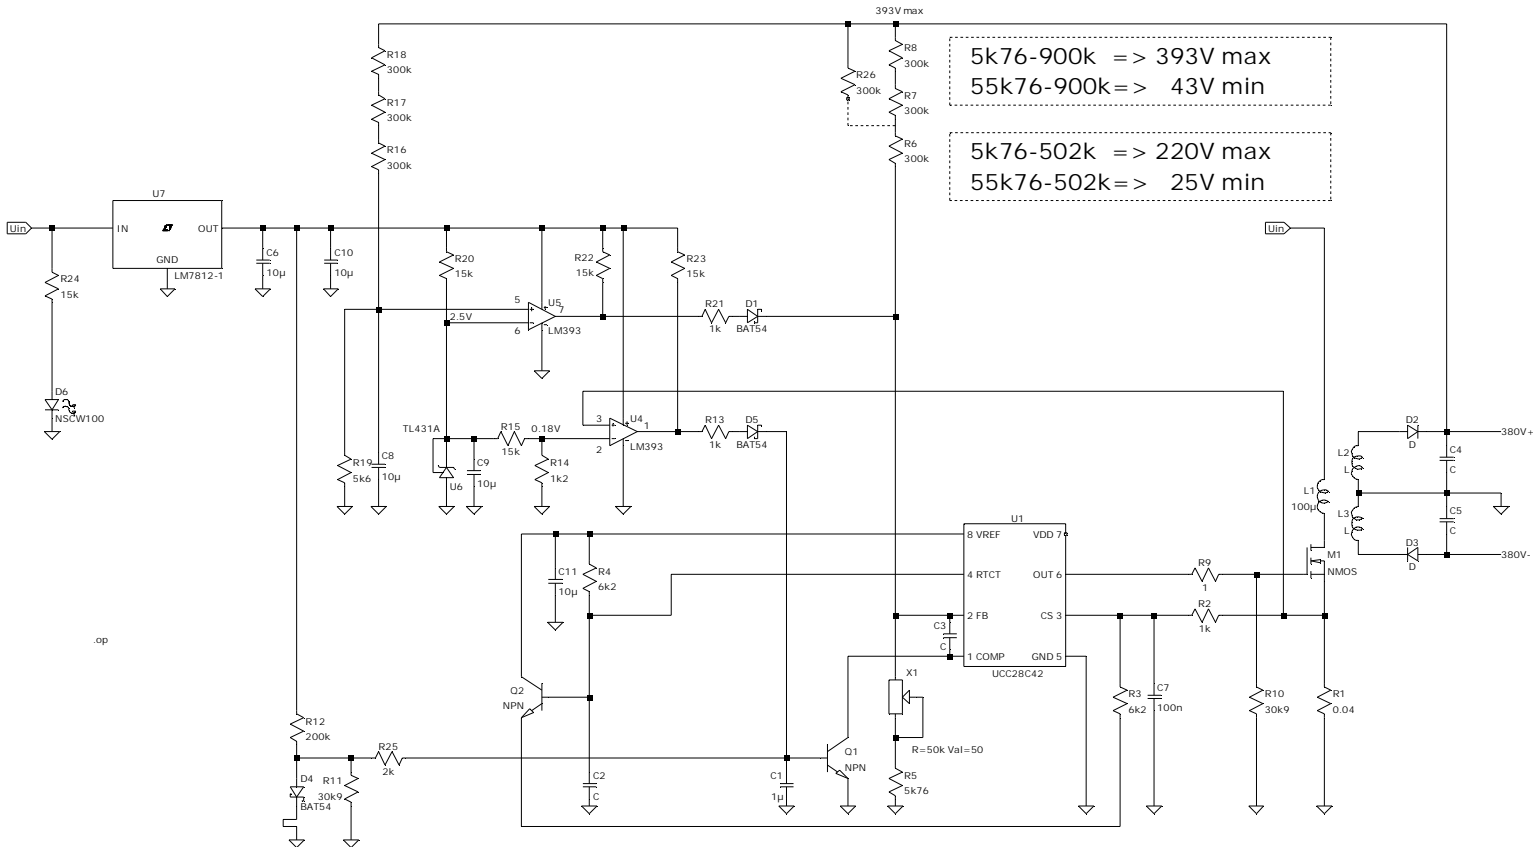 393V max
R18
300k
R17
300k
R16
300k
R26
300k
R8
300k
R7
300k
R6
300k
5k76-900k => 393V max
55k76-900k=> 43V min
5k76-502k => 220V max
55k76-502k=> 25V min
U7
Uin
IN
OUT
GND
LM7812-1
R24
15k
D6
NSCW100
C6
10µ
C10
10µ
R20
15k
R22
15k
R23
15k
Uin
5
U5
7
2.5V
6
LM393
R21
1k
D1
BAT54
TL431A
R15
15k
0.18V
3
U4
1
2
LM393
R13
1k
D5
BAT54
R19
5k6
C8
10µ
U6
C9
10µ
R14
1k2
D2
D
380V+
L2
L
C4
C
L1
100µ
L3
L
C5
C
D3
D
380V-
M1
NMOS
U1
8 VREF
VDD 7
4 RTCT
OUT 6
2 FB
CS 3
1 COMP
GND 5
UCC28C42
C11
10µ
R4
6k2
R9
1
R2
1k
C3
C
.op
Q2
NPN
X1
R=50k Val=50
R3
6k2
C7
100n
R10
30k9
R1
0.04
R12
200k
R25
2k
D4
BAT54
R11
30k9
C2
C
C1
1µ
Q1
NPN
R5
5k76